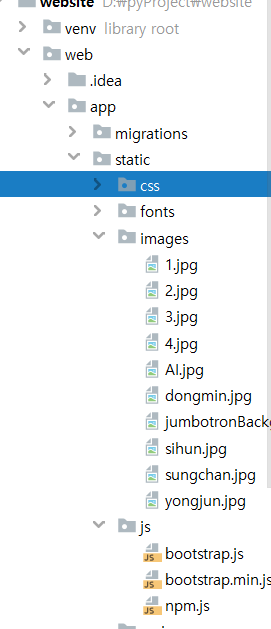 website D:₩pyProject₩website
venv library root
web
.idea
app
migrations
static
css
fonts
images
1.jpg
2.jpg
3.jpg
4.jpg
AI.jpg
dongmin.jpg
jumbotronBackg
sihun.jpg
sungchan.jpg
yongjun.jpg
js
bootstrap.js
bootstrap.min.js
npm.js